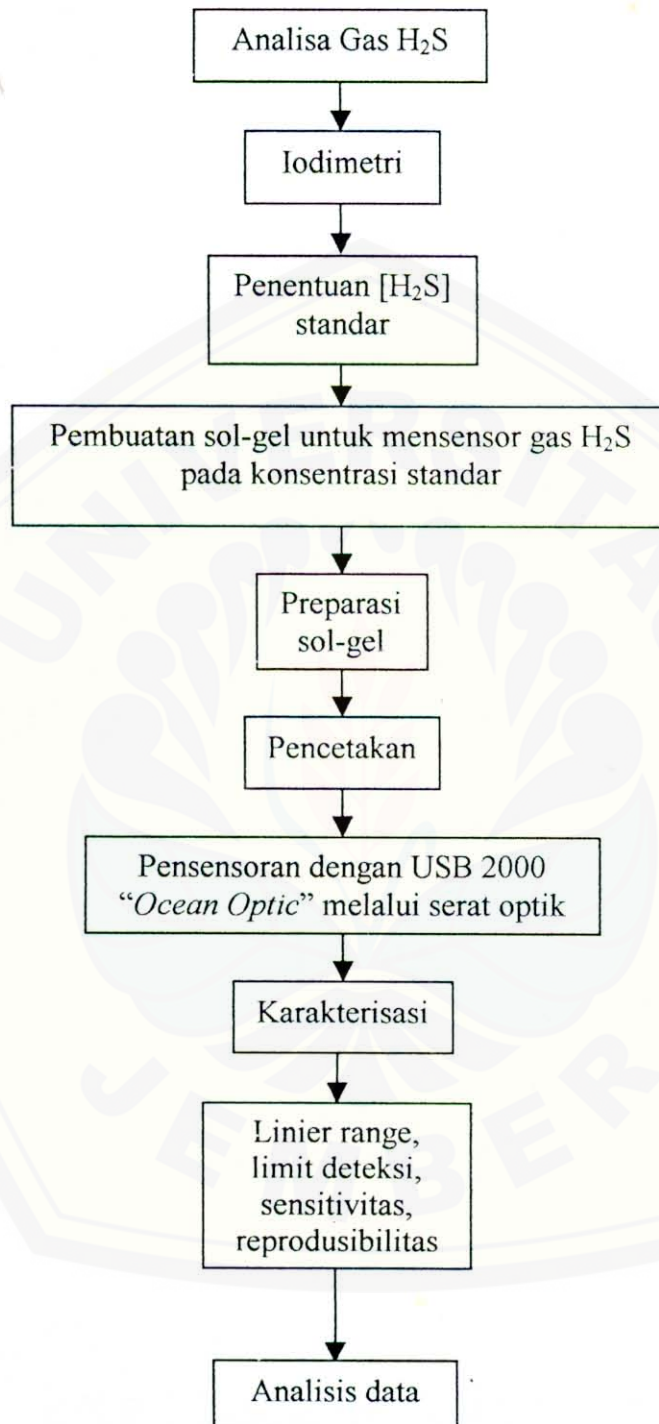 Analisa Gas H₂S
Iodimetri
Penentuan [H₂S]
standar
Pembuatan sol-gel untuk mensensor gas H₂S
pada konsentrasi standar
Preparasi
sol-gel
Pencetakan
Pensensoran dengan USB 2000
“Ocean Optic” melalui serat optik
Karakterisasi
Linier range,
limit deteksi,
sensitivitas,
reprodusibilitas
Analisis data
UNIVERSITA
JEMBER